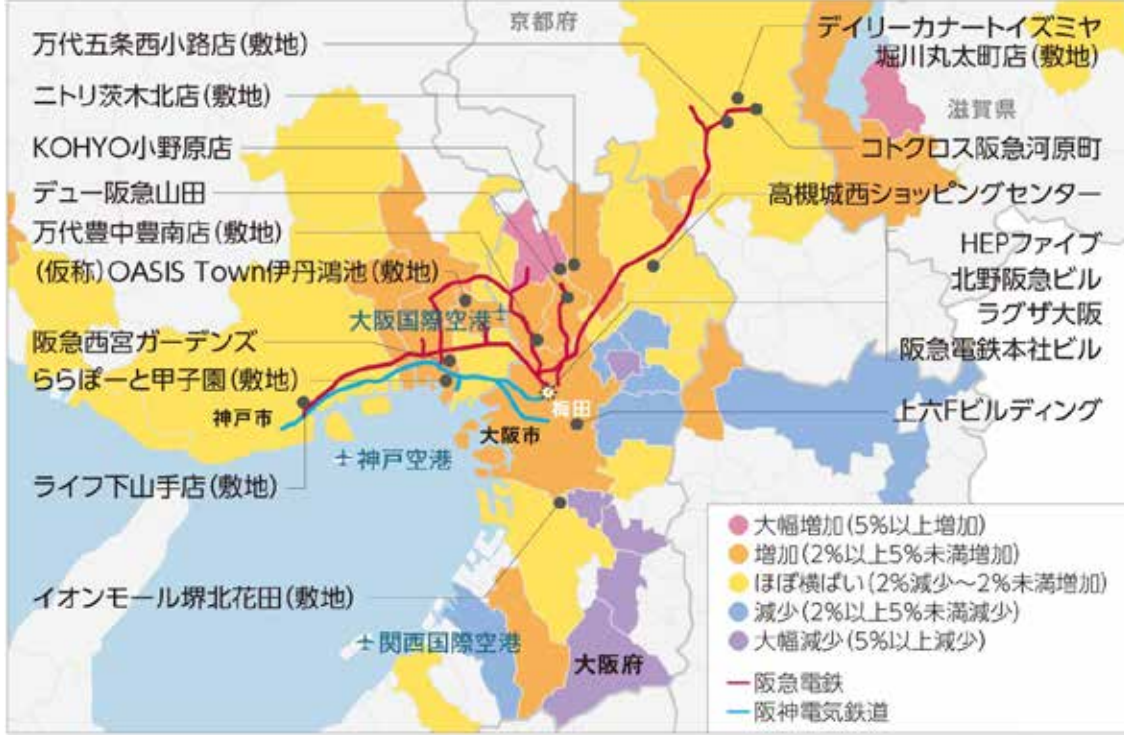 京都府
万代五条西小路店(敷地)
デイリーカナートイズミヤ
堀川丸太町店(敷地)
ニトリ茨木北店(敷地)
滋賀県
KOHYO小野原店
コトクロス阪急河原町
デュー阪急山田
高槻城西ショッピングセンター
万代豊中豊南店(敷地)
HEPファイブ
(仮称)OASIS Town伊丹鴻池(敷地)
北野阪急ビル
大阪国際空港
ラグザ大阪
阪急西宮ガーデンズ
阪急電鉄本社ビル
ららぽーと甲子園(敷地)
梅田
神戸市
大阪市
上六Fビルディング
神戸空港
ライフ下山手店(敷地)
大幅増加(5%以上増加)
増加(2%以上5%未満増加)
ほぼ横ばい(2%減少~2%未満増加)
イオンモール堺北花田(敷地)
減少(2%以上5%未満減少)
大幅減少(5%以上減少)
関西国際空港
大阪府
阪急電鉄
阪神電気鉄道